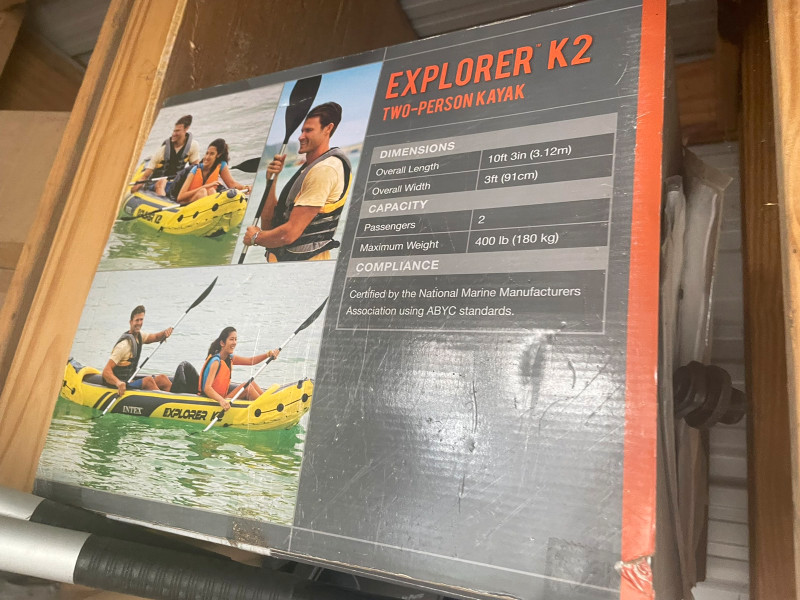 EXPLORER™ K2
TWO-PERSON KAYAK
DIMENSIONS
Overall Length 10ft 3in (3.12m)
Overall Width 3ft (91cm)
CAPACITY
Passengers 2
Maximum Weight 400 lb (180 kg)
COMPLIANCE
Certified by the National Marine Manufacturers
Association using ABYC standards.
INTEX EXPLORER K2